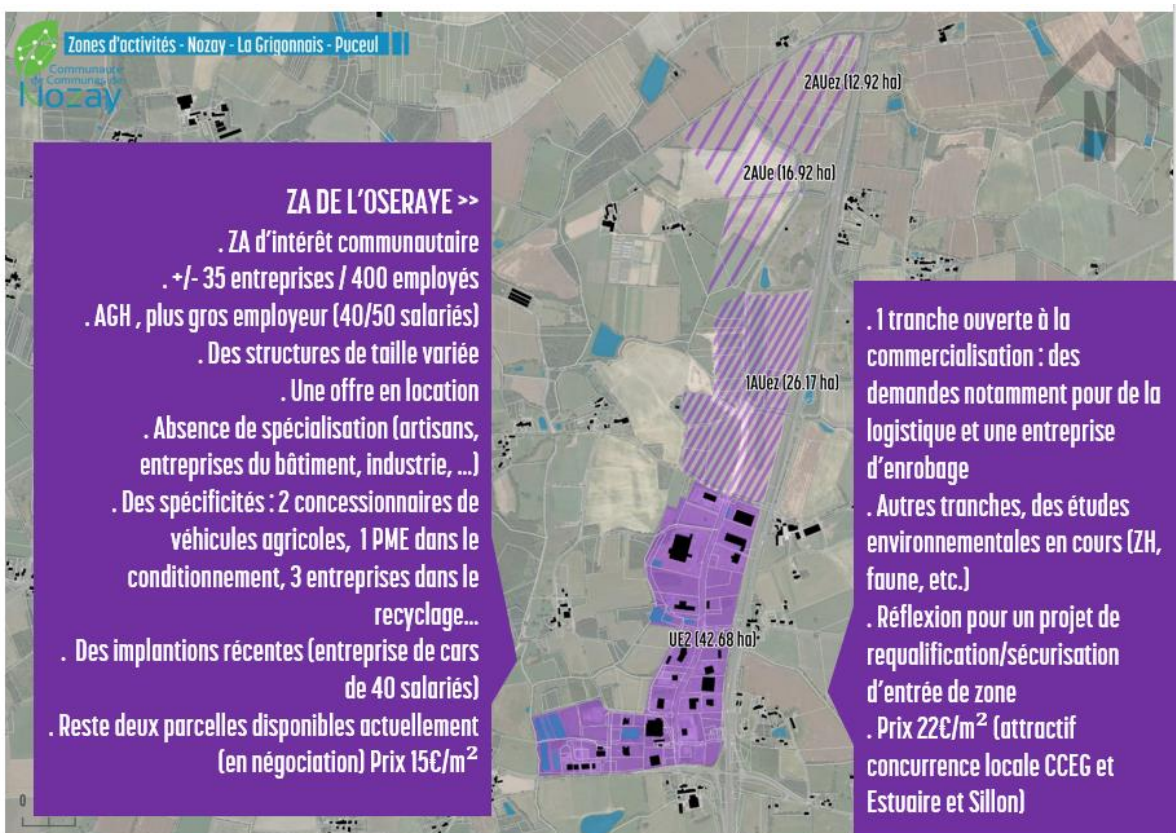 Zones d'activités - Nozay - La Grigonnais - Puceul
Communauté
de Communes de
Nozay
2AUez (12.92 ha)
N
2AUe (16.92 ha)
1AUez (26.17 ha)
UE2 (42.68 ha)
ZA DE L'OSERAYE >>
. ZA d'intérêt communautaire
. +/- 35 entreprises / 400 employés
. AGH , plus gros employeur (40/50 salariés)
. Des structures de taille variée
. Une offre en location
. Absence de spécialisation (artisans,
entreprises du bâtiment, industrie, ...)
. Des spécificités : 2 concessionnaires de
véhicules agricoles, 1 PME dans le
conditionnement, 3 entreprises dans le
recyclage...
. Des implantions récentes (entreprise de cars
de 40 salariés)
. Reste deux parcelles disponibles actuellement
(en négociation) Prix 15€/m²
0
. 1 tranche ouverte à la
commercialisation : des
demandes notamment pour de la
logistique et une entreprise
d'enrobage
. Autres tranches, des études
environnementales en cours (ZH,
faune, etc.)
. Réflexion pour un projet de
requalification/sécurisation
d'entrée de zone
. Prix 22€/m² (attractif
concurrence locale CCEG et
Estuaire et Sillon)